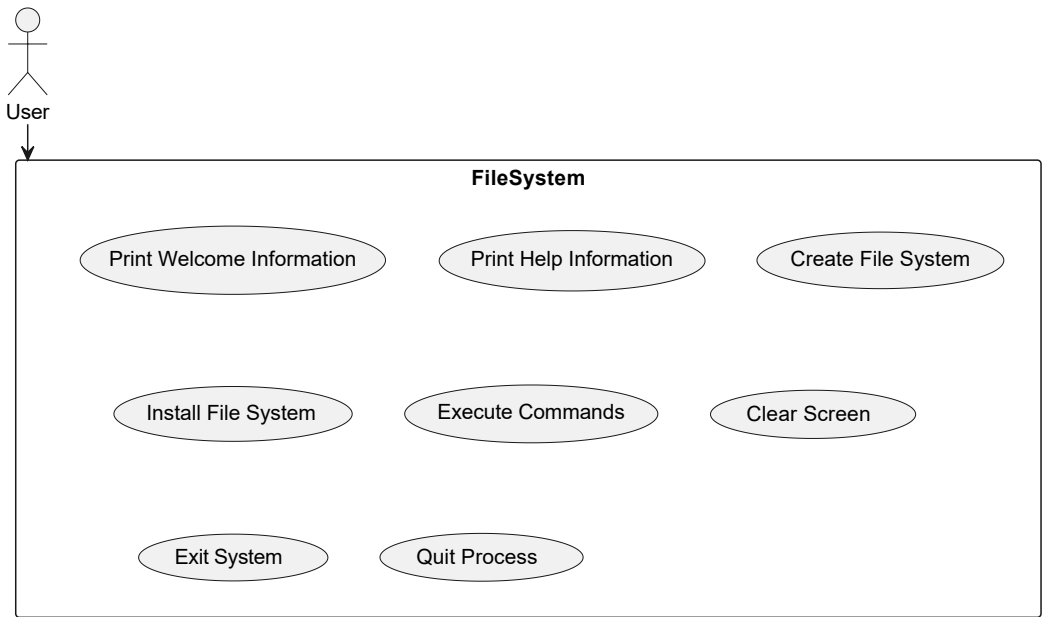 User
FileSystem
Print Welcome Information
Print Help Information
Create File System
Install File System
Execute Commands
Clear Screen
Exit System
Quit Process